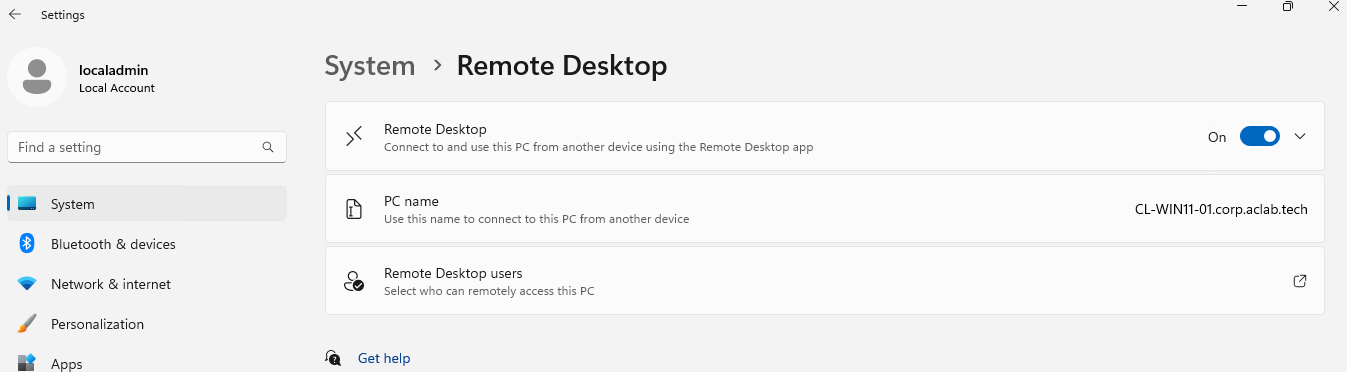 Settings
localadmin
Local Account
Find a setting
System
Bluetooth & devices
Network & internet
Personalization
Apps
System > Remote Desktop
Remote Desktop
Connect to and use this PC from another device using the Remote Desktop app
On
PC name
Use this name to connect to this PC from another device
CL-WIN11-01.corp.aclab.tech
Remote Desktop users
Select who can remotely access this PC
Get help